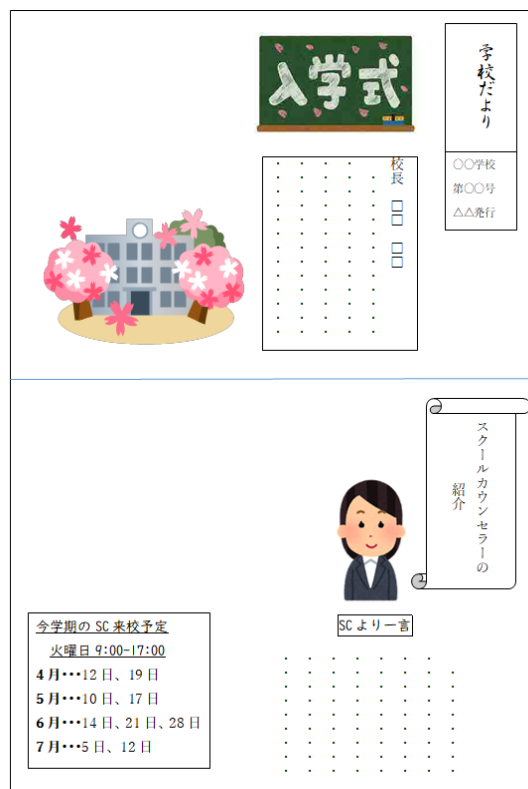 学校だより
〇〇学校
第〇〇号
△△発行
入学式
校長　□□　□□
スクールカウンセラーの
紹介
SCより一言
今学期のSC来校予定
火曜日9:00-17:00
4月・・・12日、19日
5月・・・10日、17日
6月・・・14日、21日、28日
7月・・・5日、12日